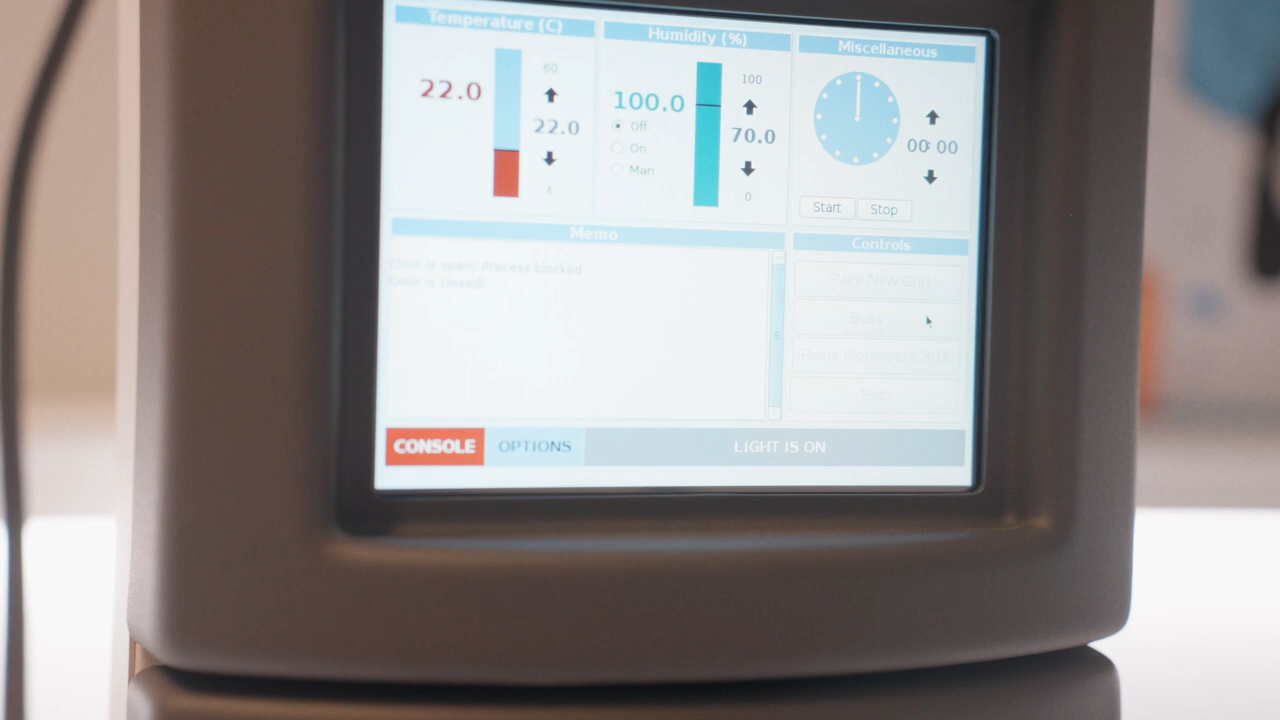 Temperature (C)
60
22.0
22.0
4
Humidity (%)
100
100.0
Off
70.0
On
Man
0
Miscellaneous
00: 00
Start Stop
Memo
Door is open! Process blocked
Door is closed!
Controls
Place New Grid
Busy
Reset Blotpapers 3/16
Exit
CONSOLE OPTIONS LIGHT IS ON